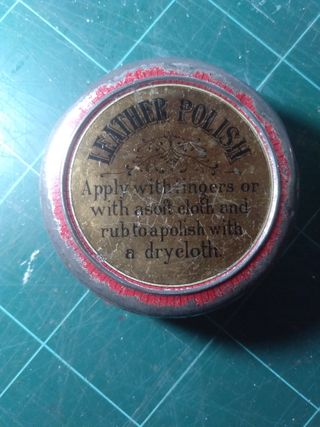 LEATHER POLISH
Apply with fingers or
with a soft cloth and
rub to a polish with
a dry cloth.